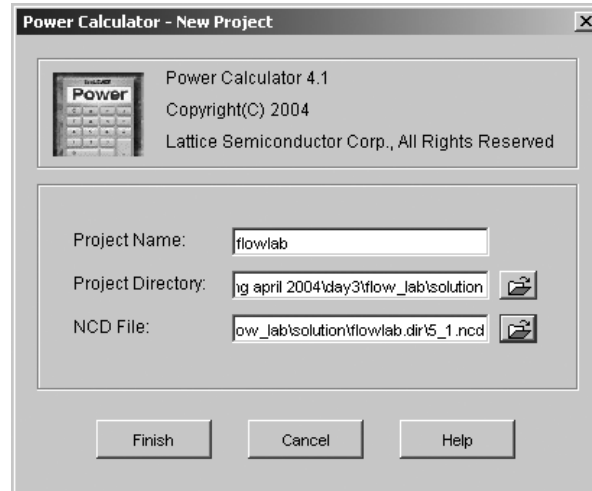 Power Calculator - New Project
Power
Power Calculator 4.1
Copyright(C) 2004
Lattice Semiconductor Corp., All Rights Reserved
Project Name:
flowlab
Project Directory:
ng april 2004\day3\flow_lab\solution
NCD File:
ow_lab\solution\flowlab.dir\5_1.ncd
Finish
Cancel
Help